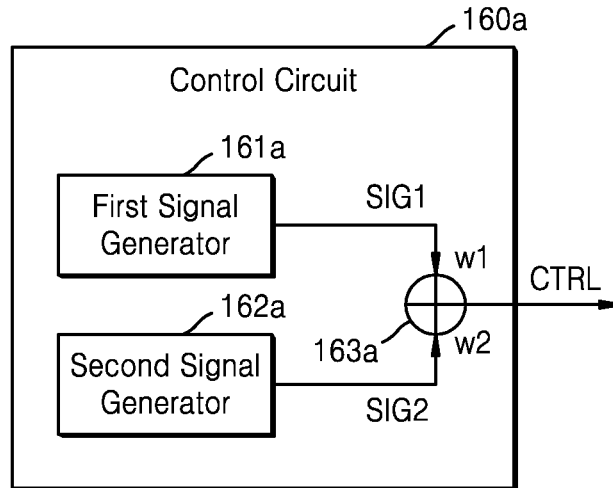 160a
Control Circuit
161a
First Signal
Generator
SIG1
w1
CTRL
162a
163a
w2
Second Signal
Generator
SIG2